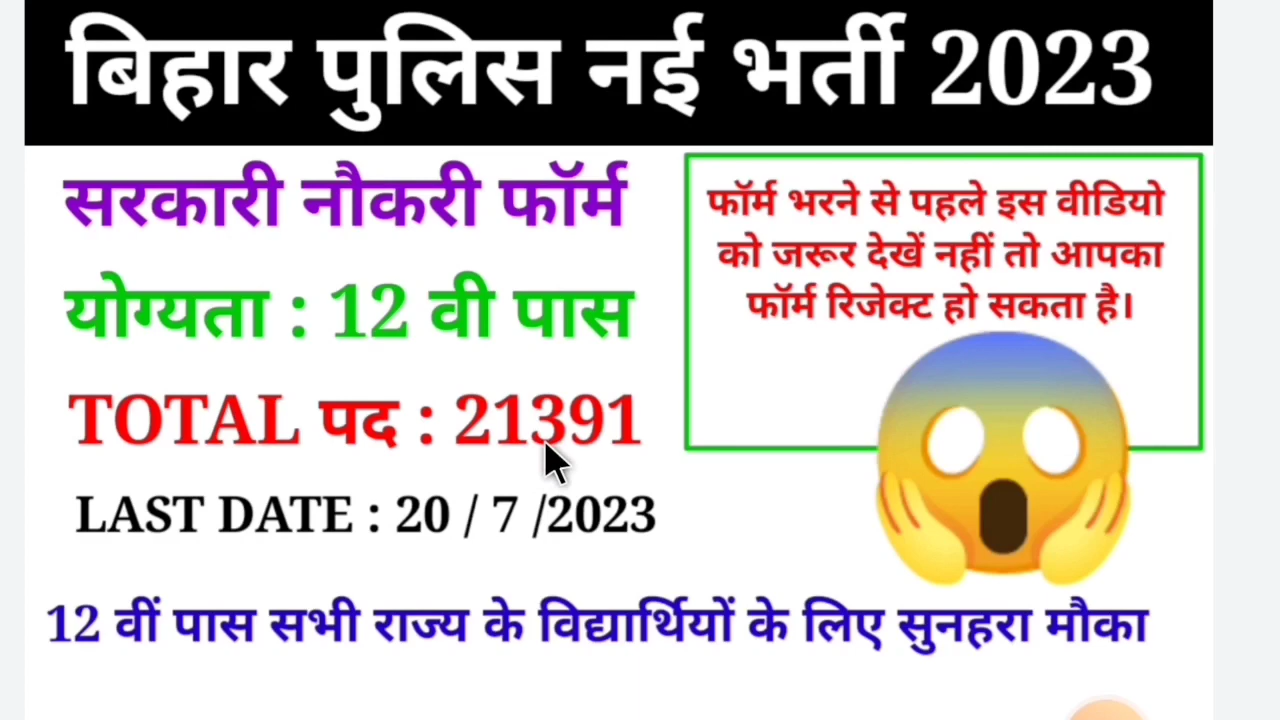 बिहार पुलिस नई भर्ती 2023
सरकारी नौकरी फॉर्म
योग्यता : 12 वी पास
TOTAL पद : 21391
LAST DATE : 20 / 7 /2023
फॉर्म भरने से पहले इस वीडियो
को जरूर देखें नहीं तो आपका
फॉर्म रिजेक्ट हो सकता है।
12 वीं पास सभी राज्य के विद्यार्थियों के लिए सुनहरा मौका